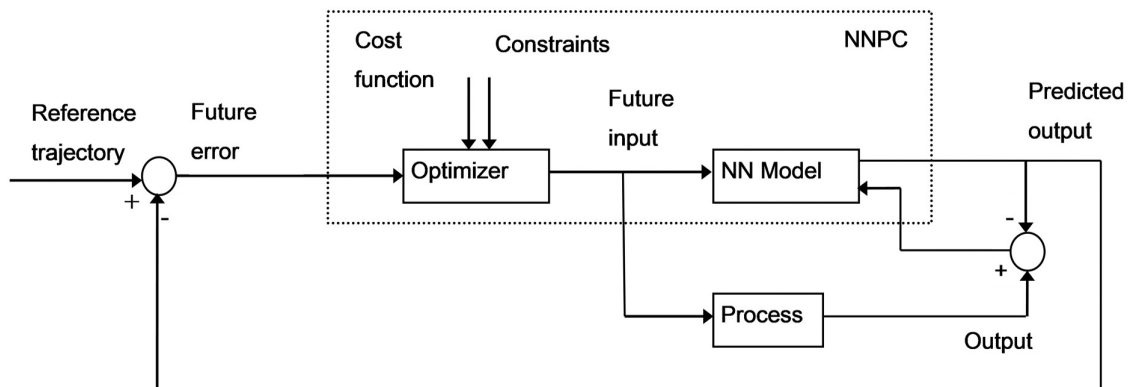 Cost
function
Constraints
NNPC
Reference
trajectory
Future
error
Future
input
Predicted
output
Optimizer
NN Model
+
-
-
+
Process
Output